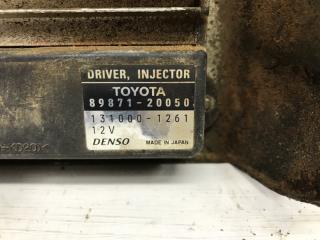 DRIVER, INJECTOR
TOYOTA
89871-20050
131000-1261
12V
DENSO MADE IN JAPAN